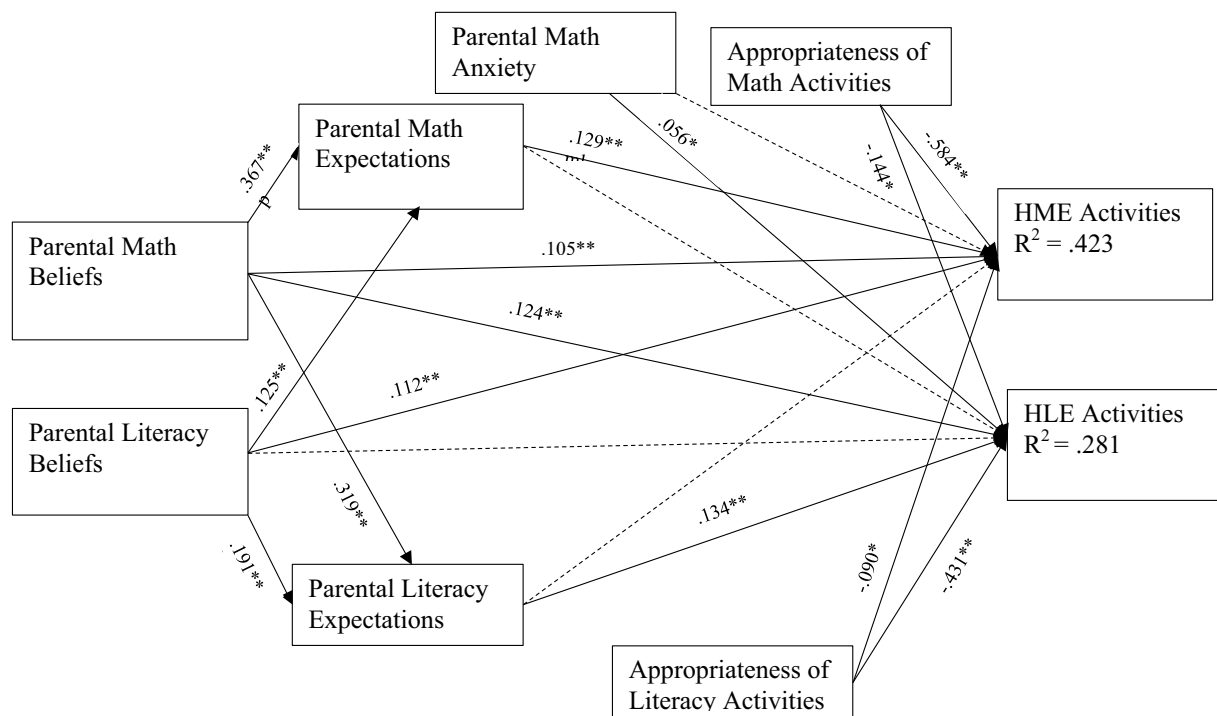 Parental Math
Anxiety
Appropriateness of
Math Activities
Parental Math
Expectations
.129**
.056*
-.584**
-.144*
.367**
p
HME Activities
R² = .423
Parental Math
Beliefs
.105**
.124**
.125**
.112**
HLE Activities
R² = .281
Parental Literacy
Beliefs
.319**
.134**
.191**
-.090*
-.431**
Parental Literacy
Expectations
Appropriateness of
Literacy Activities